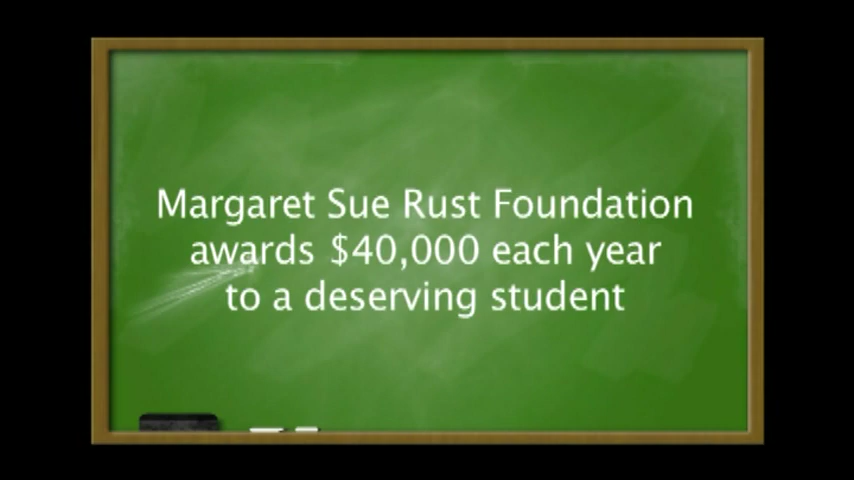 Margaret Sue Rust Foundation
awards $40,000 each year
to a deserving student